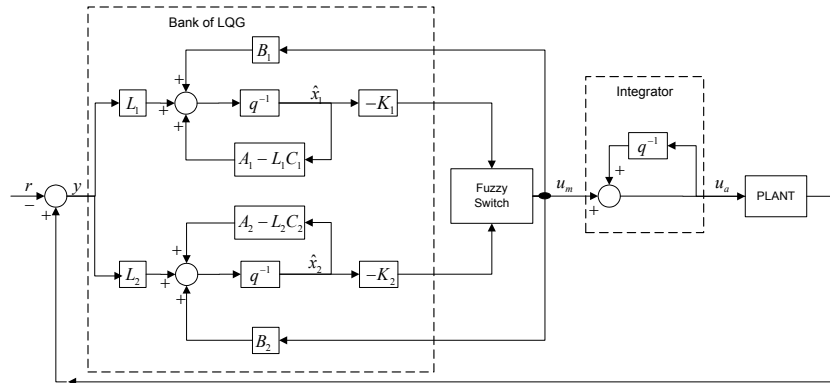 Bank of LQG
B₁
+
L₁
+
q⁻¹
x̂₁
−K₁
+
A₁ − L₁C₁
Integrator
q⁻¹
+
r
−
+
y
Fuzzy
Switch
uₘ
+
uₐ
PLANT
A₂ − L₂C₂
+
L₂
+
q⁻¹
x̂₂
−K₂
+
B₂